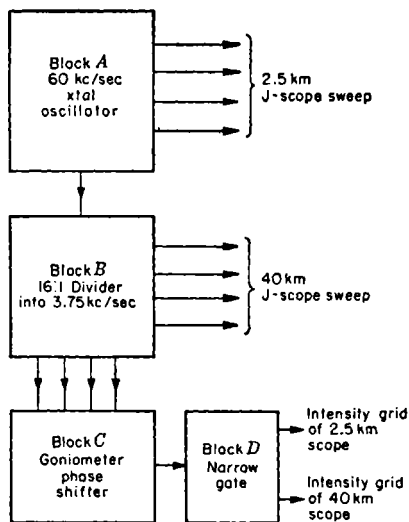 Block A
60 kc/sec
xtal
oscillator
2.5 km
J-scope sweep
Block B
16:1 Divider
into 3.75 kc/sec
40 km
J-scope sweep
Block C
Goniometer
phase
shifter
Block D
Narrow
gate
Intensity grid
of 2.5 km
scope
Intensity grid
of 40 km
scope